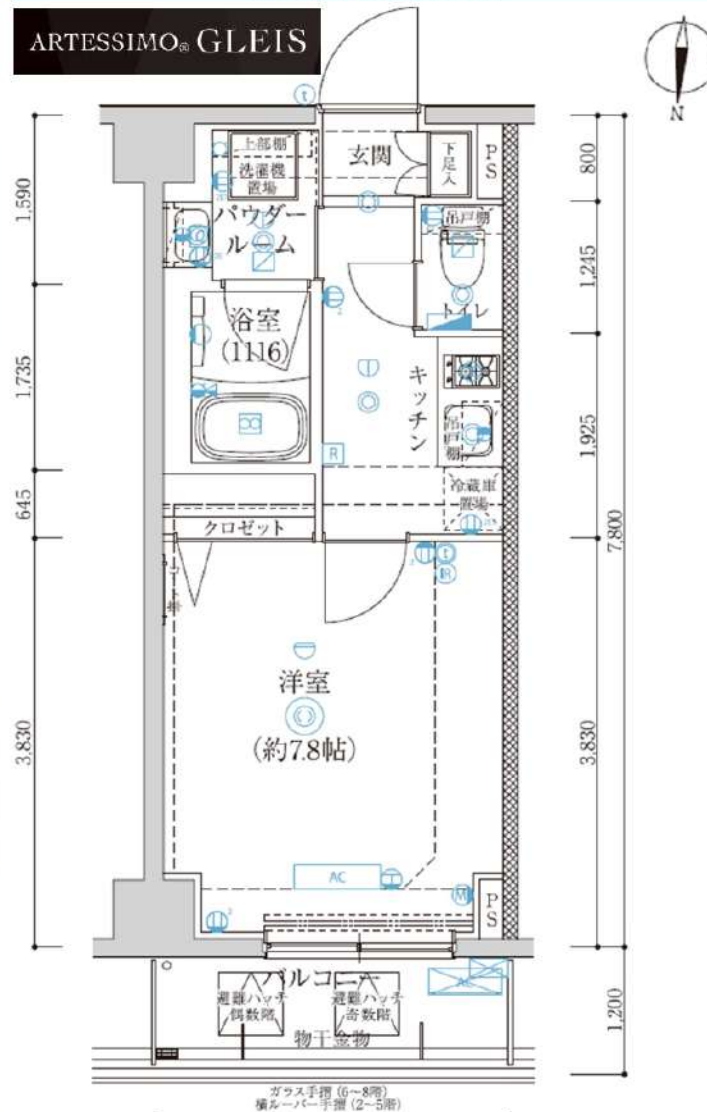 ARTESSIMO® GLEIS
N
上部棚
洗濯機
置場
玄関
下足入
PS
パウダー
ルーム
吊戸棚
トイレ
浴室
(1116)
キッチン
吊戸棚
R
冷蔵庫
置場
クロゼット
洋室
(約7.8帖)
AC
M
PS
バルコニー
避難ハッチ
偶数階
避難ハッチ
奇数階
AC
物干金物
ガラス手摺 (6~8階)
横ルーバー手摺 (2~5階)
1,590
1,735
645
3,830
800
1,245
1,925
3,830
7,800
1,200